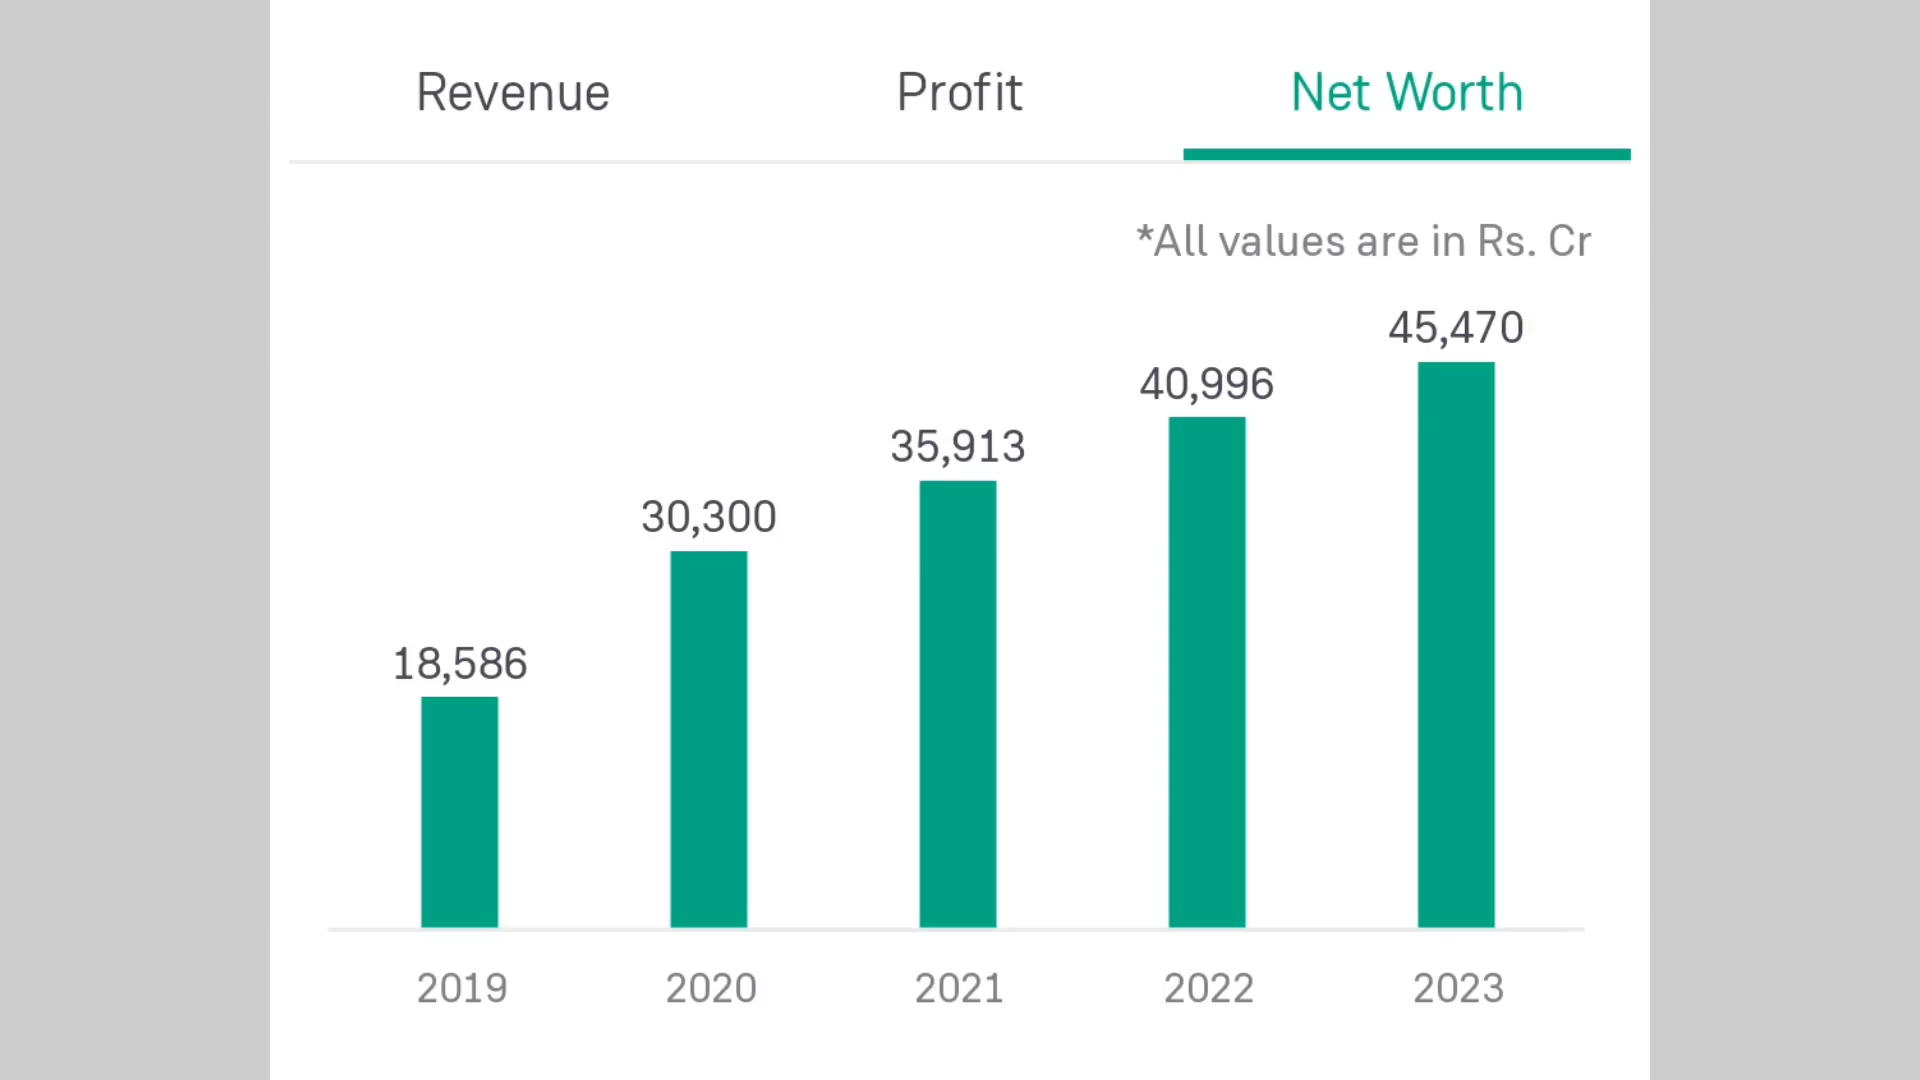 Revenue Profit Net Worth
*All values are in Rs. Cr
45,470
40,996
35,913
30,300
18,586
2019 2020 2021 2022 2023